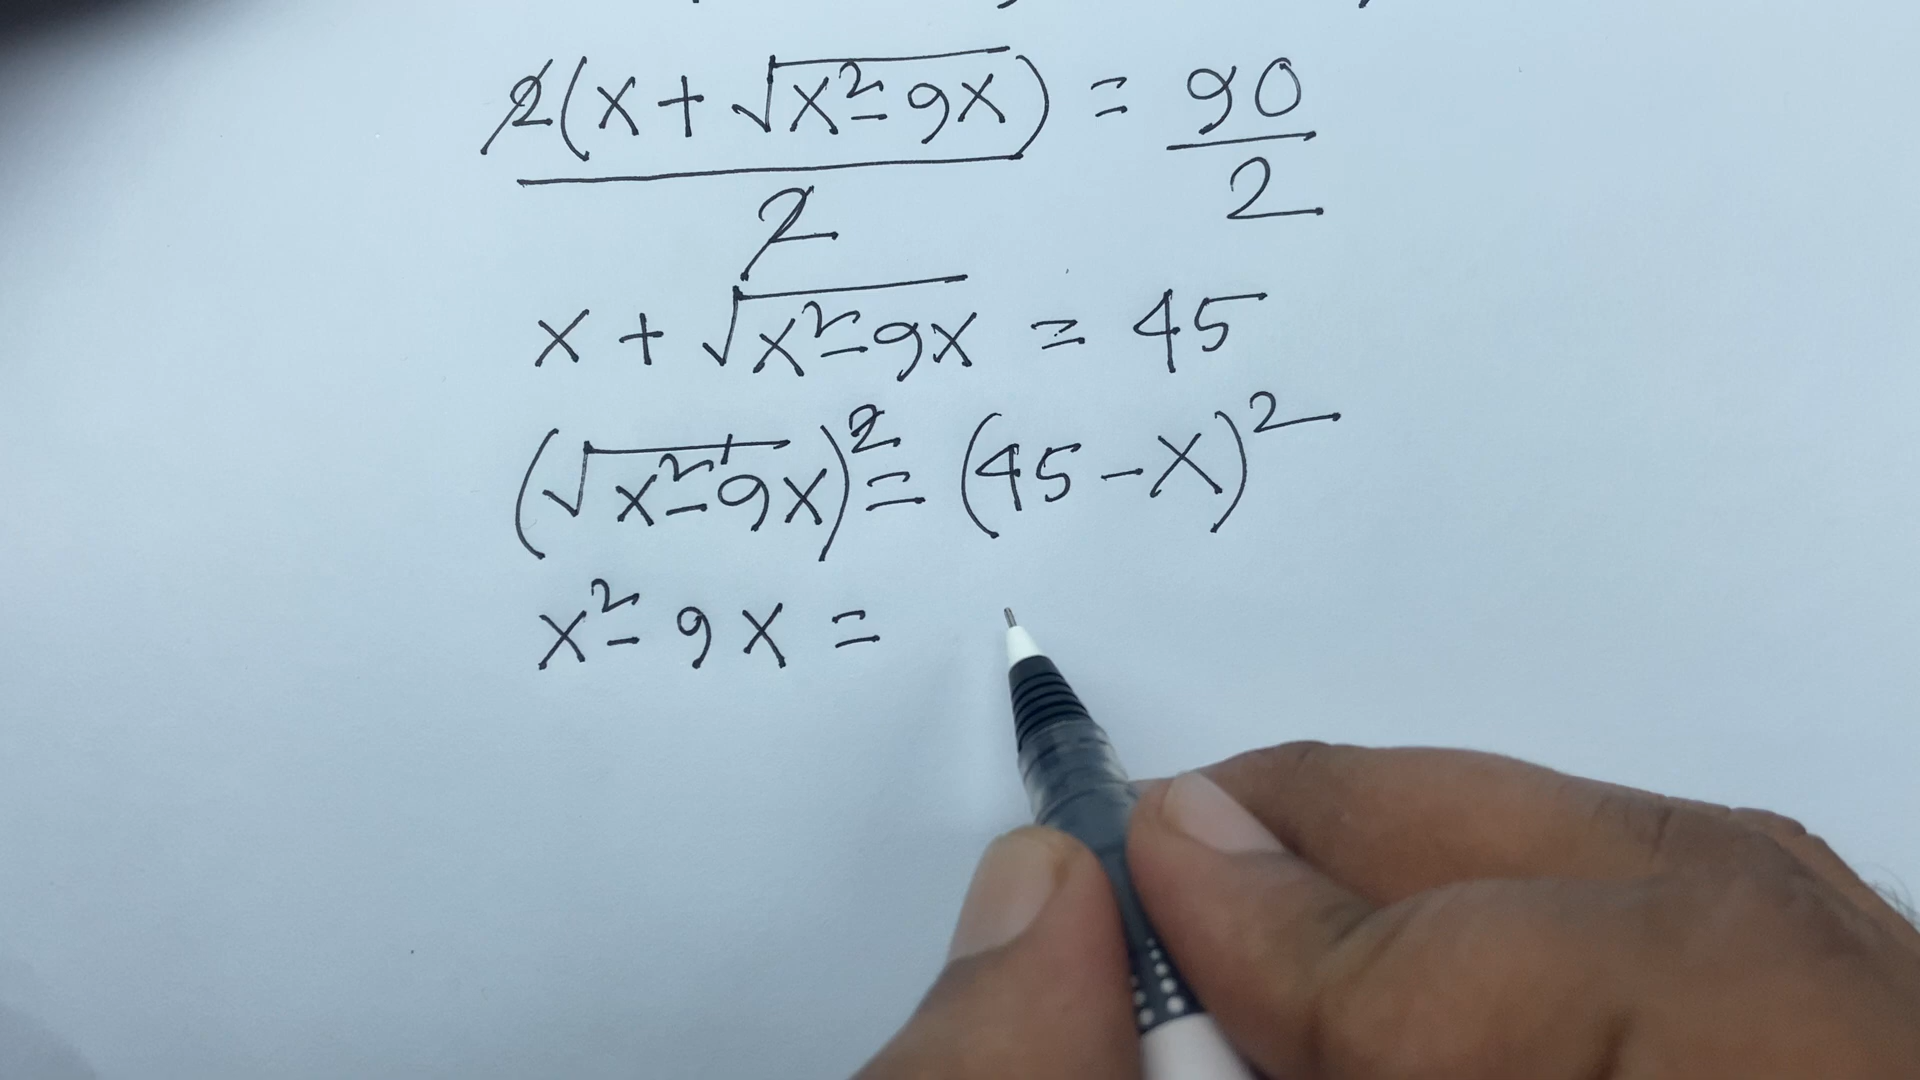 2(x + √x² - 9x) / 2 = 90 / 2
x + √x² - 9x = 45
(√x² - 9x)² = (45 - x)²
x² - 9x =